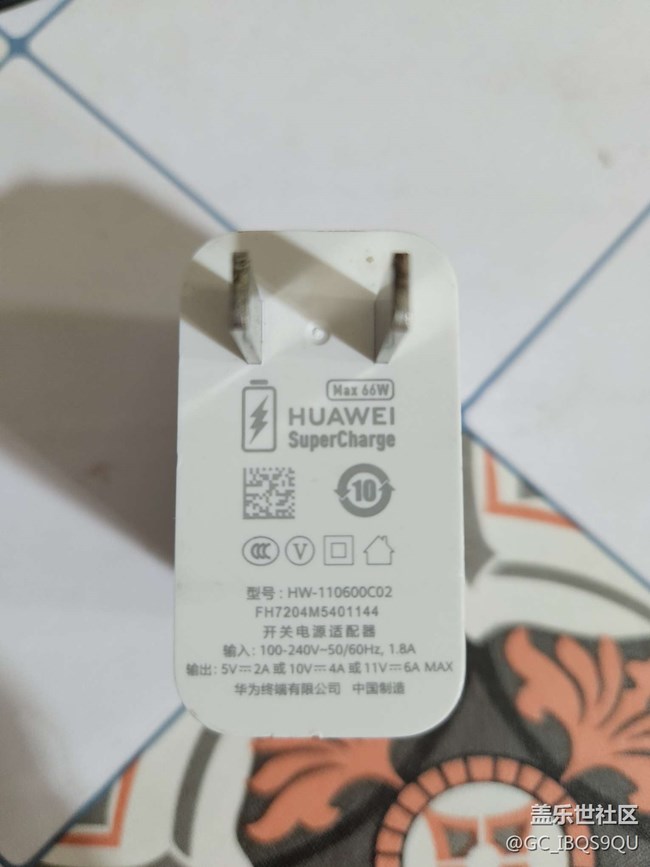 Max 66W
HUAWEI
SuperCharge
10
CCC
V
型号：HW-110600C02
FH7204M5401144
开关电源适配器
输入：100-240V~50/60Hz, 1.8A
输出：5V⎓2A 或 10V⎓4A 或 11V⎓6A MAX
华为终端有限公司 中国制造
盖乐世社区
@GC_IBQS9QU